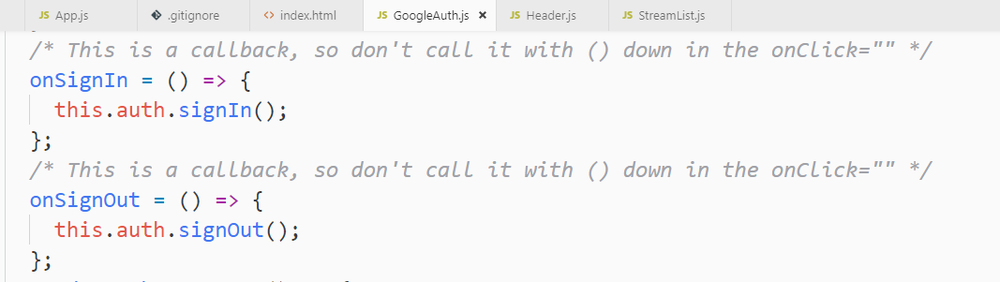 JS App.js .gitignore <> index.html JS GoogleAuth.js × JS Header.js JS StreamList.js
/* This is a callback, so don't call it with () down in the onClick="" */
onSignIn = () => {
this.auth.signIn();
};
/* This is a callback, so don't call it with () down in the onClick="" */
onSignOut = () => {
this.auth.signOut();
};